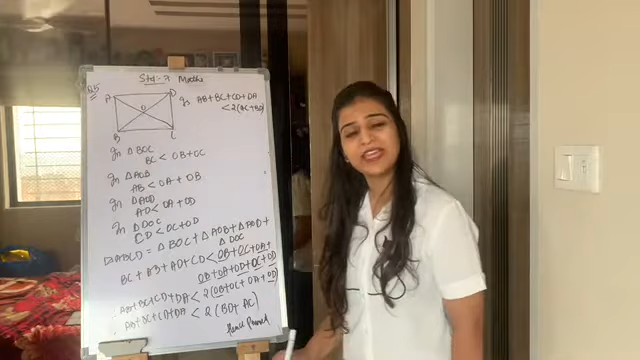 Std:- 7 Maths
Q.5
A D
O
B C
Is AB+BC+CD+DA
< 2(AC+BD)
In △BOC
BC < OB+OC
In △AOB
AB < OA+OB
In △AOD
AD < OA+OD
In △DOC
CD < OC+OD
□ABCD = △BOC+△AOB+△AOD+
△DOC
BC+AB+AD+CD < OB+OC+OA+
OB+OA+OD+OC+OD
AB+BC+CD+DA < 2(OB+OC+OA+OD)
AB+BC+CD+DA < 2(BD+AC)
Hence Proved